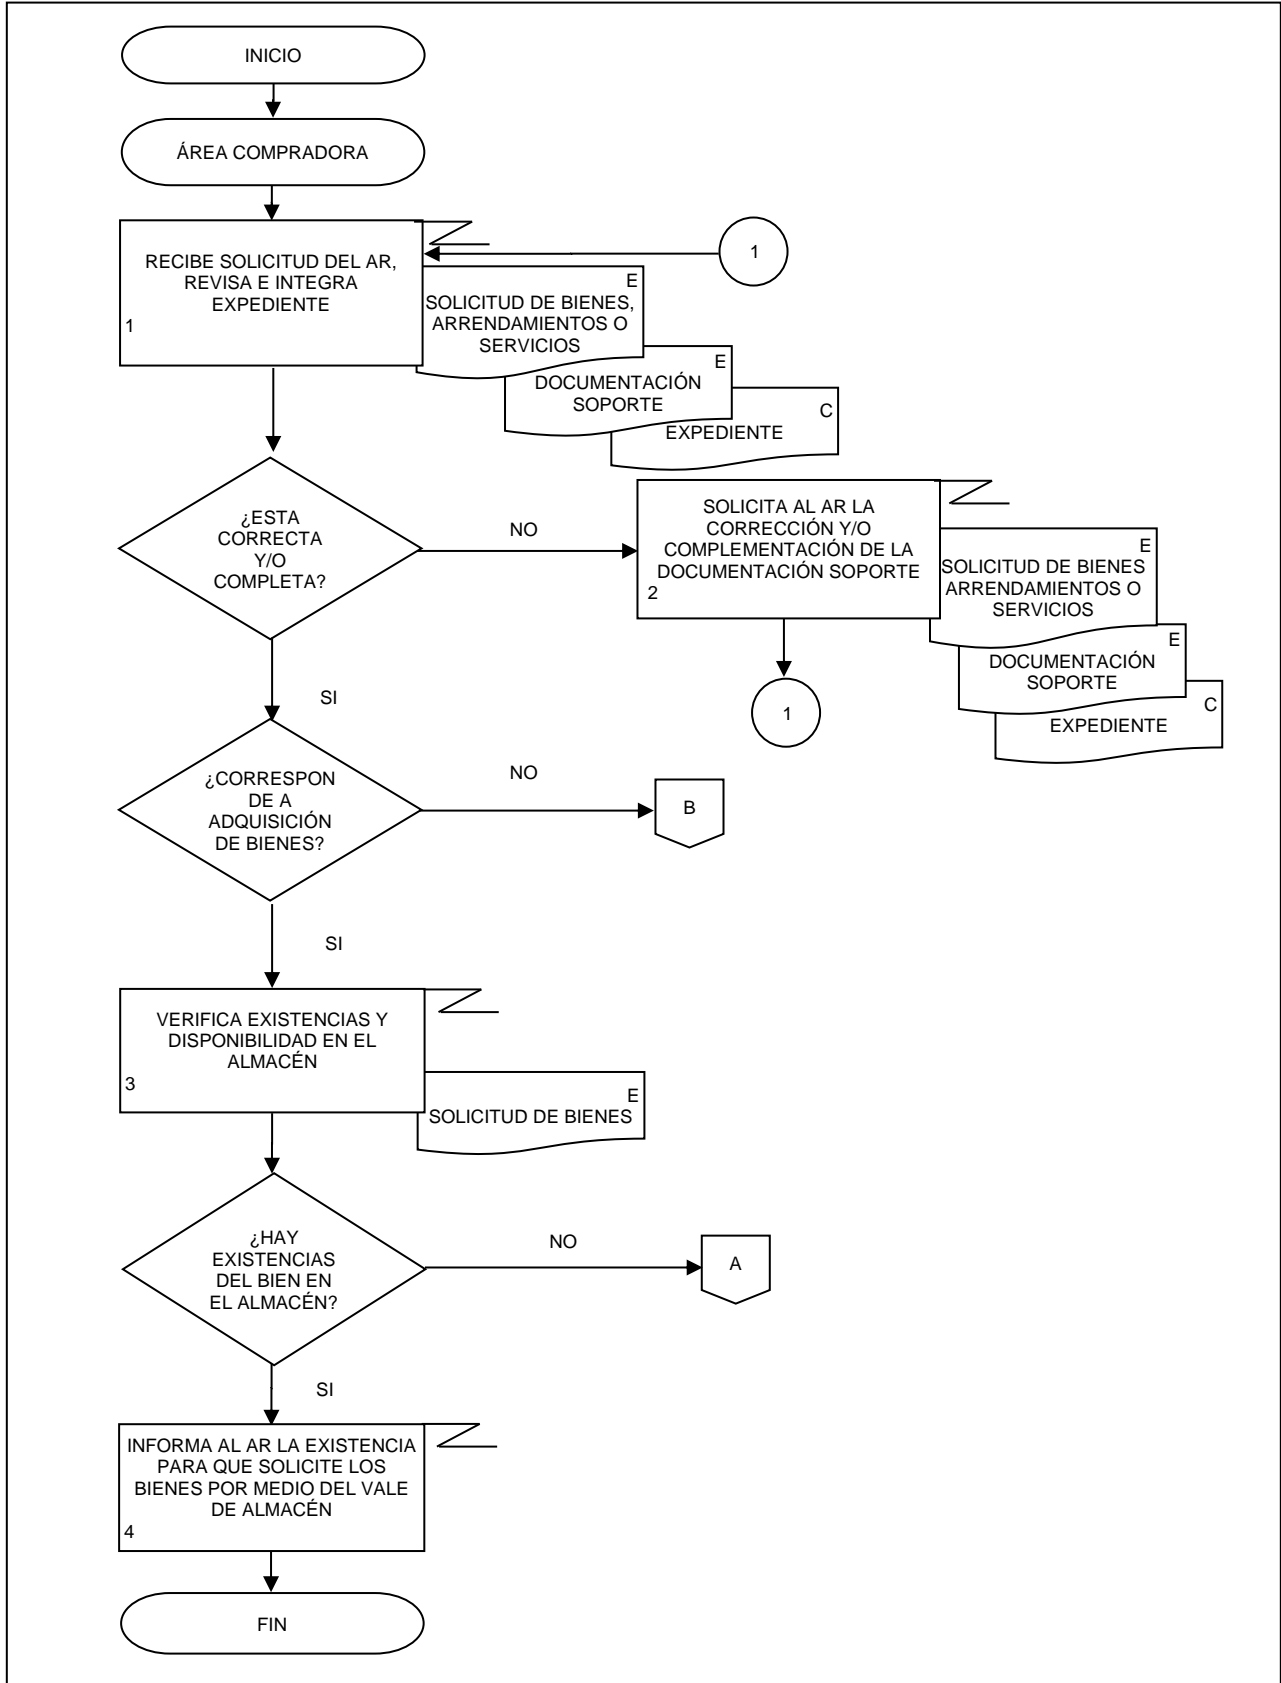 INICIO
ÁREA COMPRADORA
RECIBE SOLICITUD DEL AR,
REVISA E INTEGRA
EXPEDIENTE
1
1
E
SOLICITUD DE BIENES,
ARRENDAMIENTOS O
SERVICIOS
E
DOCUMENTACIÓN
SOPORTE
C
EXPEDIENTE
¿ESTA
CORRECTA
Y/O
COMPLETA?
NO
SOLICITA AL AR LA
CORRECCIÓN Y/O
COMPLEMENTACIÓN DE LA
DOCUMENTACIÓN SOPORTE
2
E
SOLICITUD DE BIENES
ARRENDAMIENTOS O
SERVICIOS
E
DOCUMENTACIÓN
SOPORTE
C
EXPEDIENTE
1
SI
¿CORRESPON
DE A
ADQUISICIÓN
DE BIENES?
NO
B
SI
VERIFICA EXISTENCIAS Y
DISPONIBILIDAD EN EL
ALMACÉN
3
E
SOLICITUD DE BIENES
¿HAY
EXISTENCIAS
DEL BIEN EN
EL ALMACÉN?
NO
A
SI
INFORMA AL AR LA EXISTENCIA
PARA QUE SOLICITE LOS
BIENES POR MEDIO DEL VALE
DE ALMACÉN
4
FIN